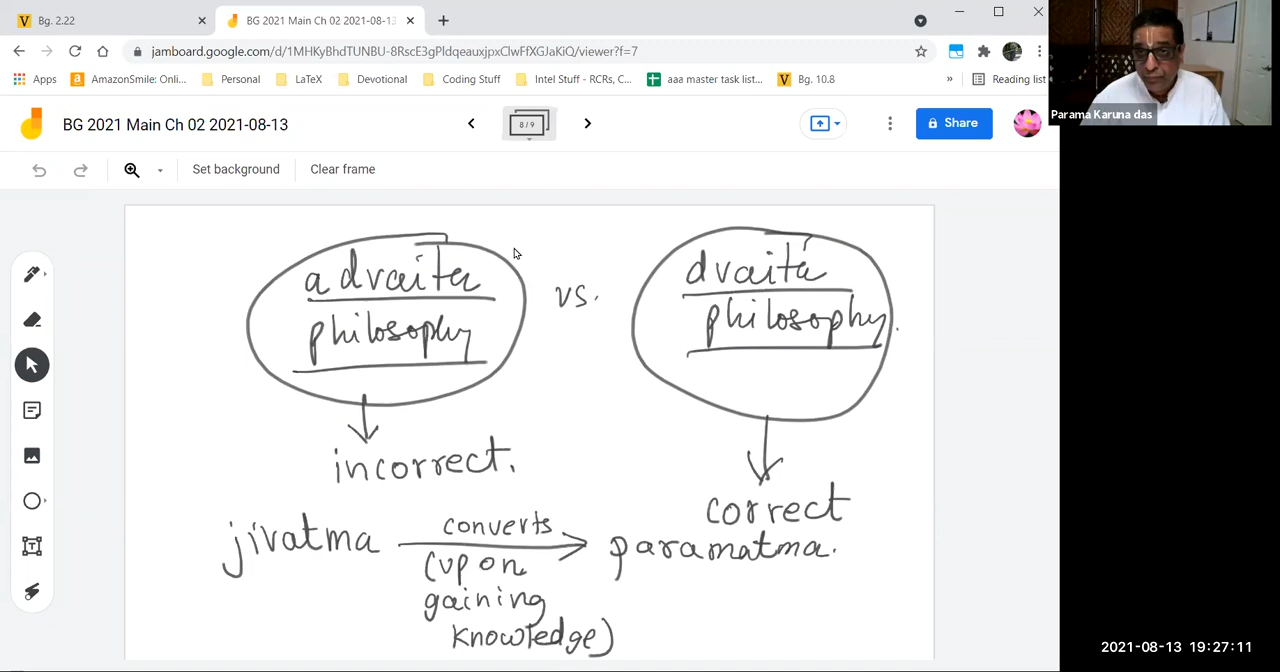 Bg. 2.22
BG 2021 Main Ch 02 2021-08-13
jamboard.google.com/d/1MHKyBhdTUNBU-8RscE3gPldqeauxjpxClwFfXGJaKiQ/viewer?f=7
Apps
AmazonSmile: Onli...
Personal
LaTeX
Devotional
Coding Stuff
Intel Stuff - RCRs, C...
aaa master task list...
Bg. 10.8
»
Reading list
Parama Karuna das
BG 2021 Main Ch 02 2021-08-13
8 / 9
Share
Set background
Clear frame
advaita
philosophy
vs.
dvaita
philosophy.
incorrect.
correct
jivatma
converts
(upon
gaining
knowledge)
paramatma.
2021-08-13 19:27:11